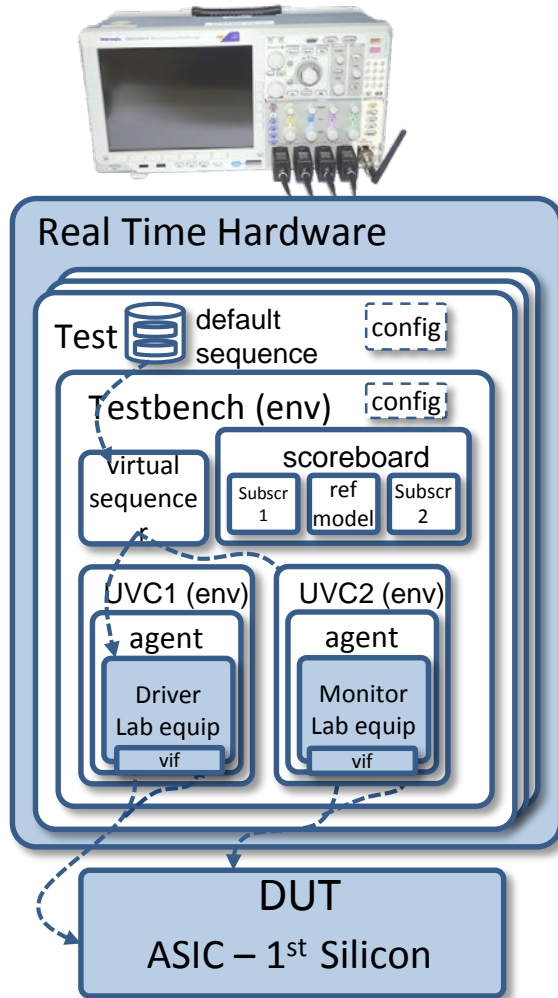 Tektronix
Real Time Hardware
Test
default
sequence
config
Testbench (env)
config
virtual
sequence
r
scoreboard
Subscr
1
ref
model
Subscr
2
UVC1 (env)
UVC2 (env)
agent
agent
Driver
Lab equip
vif
Monitor
Lab equip
vif
DUT
ASIC – 1st Silicon